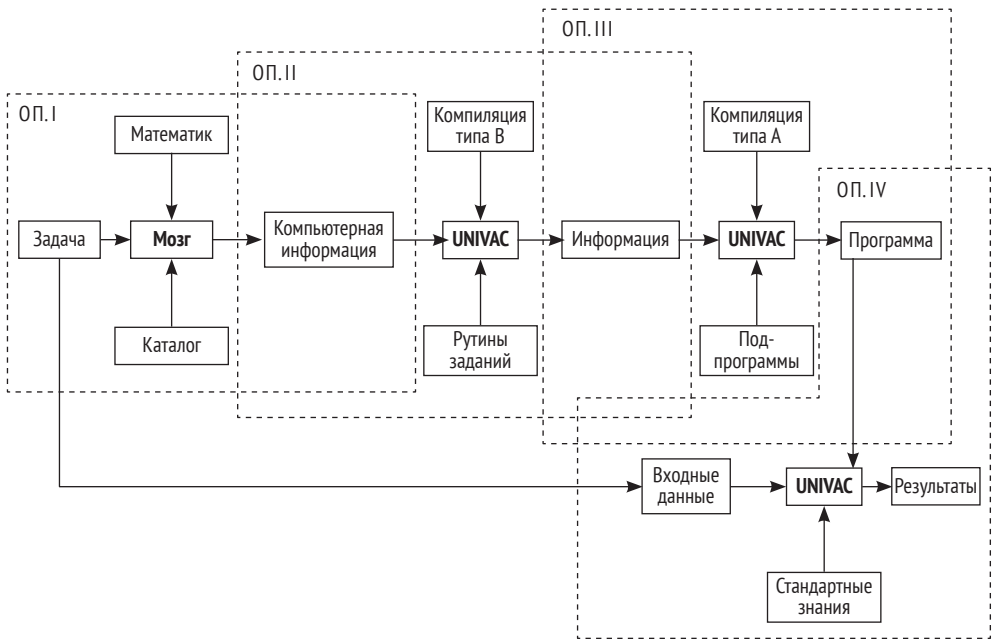 ОП.III
ОП.II
ОП.I
Математик
Компиляция
типа B
Компиляция
типа A
ОП.IV
Задача
Мозг
Компьютерная
информация
UNIVAC
Информация
UNIVAC
Программа
Каталог
Рутины
заданий
Под-
программы
Входные
данные
UNIVAC
Результаты
Стандартные
знания